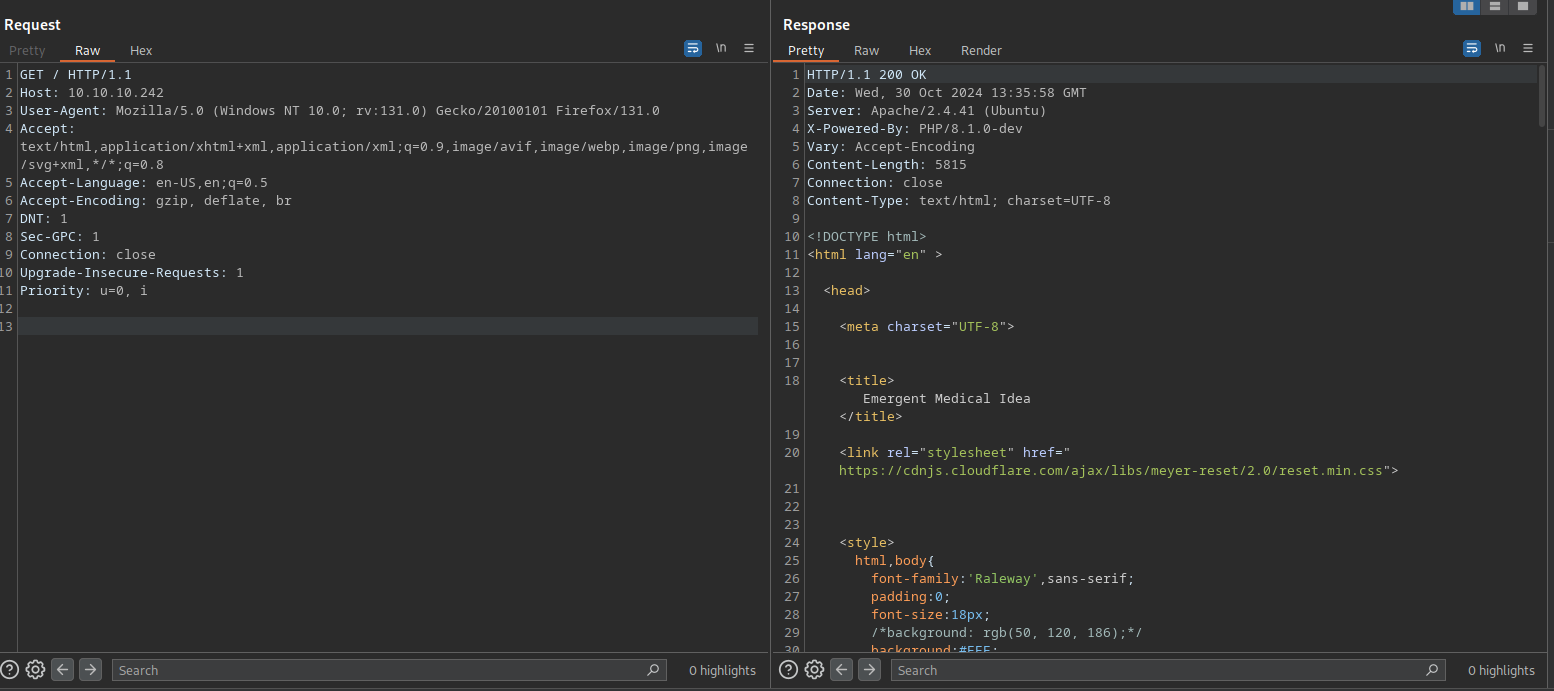 Request
Pretty Raw Hex
\n
1 GET / HTTP/1.1
2 Host: 10.10.10.242
3 User-Agent: Mozilla/5.0 (Windows NT 10.0; rv:131.0) Gecko/20100101 Firefox/131.0
4 Accept:
text/html,application/xhtml+xml,application/xml;q=0.9,image/avif,image/webp,image/png,image
/svg+xml,*/*;q=0.8
5 Accept-Language: en-US,en;q=0.5
6 Accept-Encoding: gzip, deflate, br
7 DNT: 1
8 Sec-GPC: 1
9 Connection: close
10 Upgrade-Insecure-Requests: 1
11 Priority: u=0, i
12
13
Search
0 highlights
Response
Pretty Raw Hex Render
\n
1 HTTP/1.1 200 OK
2 Date: Wed, 30 Oct 2024 13:35:58 GMT
3 Server: Apache/2.4.41 (Ubuntu)
4 X-Powered-By: PHP/8.1.0-dev
5 Vary: Accept-Encoding
6 Content-Length: 5815
7 Connection: close
8 Content-Type: text/html; charset=UTF-8
9
10 <!DOCTYPE html>
11 <html lang="en" >
12
13 <head>
14
15 <meta charset="UTF-8">
16
17
18 <title>
Emergent Medical Idea
</title>
19
20 <link rel="stylesheet" href="
https://cdnjs.cloudflare.com/ajax/libs/meyer-reset/2.0/reset.min.css">
21
22
23
24 <style>
25 html,body{
26 font-family:'Raleway',sans-serif;
27 padding:0;
28 font-size:18px;
29 /*background: rgb(50, 120, 186);*/
30 background:#FFF;
Search
0 highlights